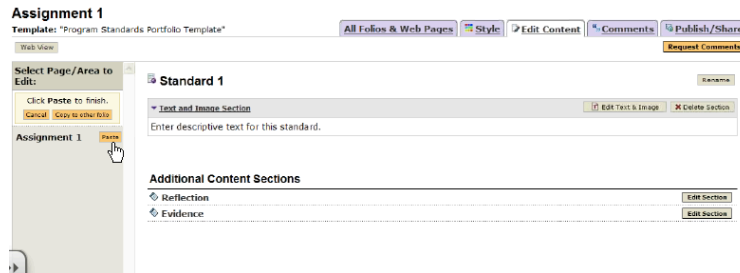 Assignment 1
Template: "Program Standards Portfolio Template"
All Folios & Web Pages Style Edit Content Comments Publish/Share
Web View
Request Comments
Select Page/Area to Edit:
Click Paste to finish.
Cancel Copy to other folio
Assignment 1 Paste
Standard 1 Rename
Text and Image Section Edit Text & Image Delete Section
Enter descriptive text for this standard.
Additional Content Sections
Reflection Edit Section
Evidence Edit Section